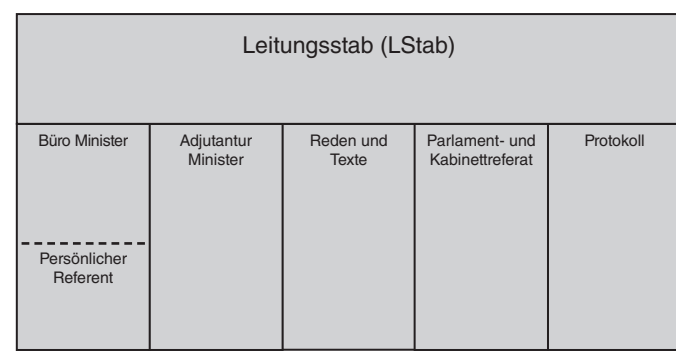 Leitungsstab (LStab)
Büro Minister
Persönlicher
Referent
Adjutantur
Minister
Reden und
Texte
Parlament- und
Kabinettreferat
Protokoll